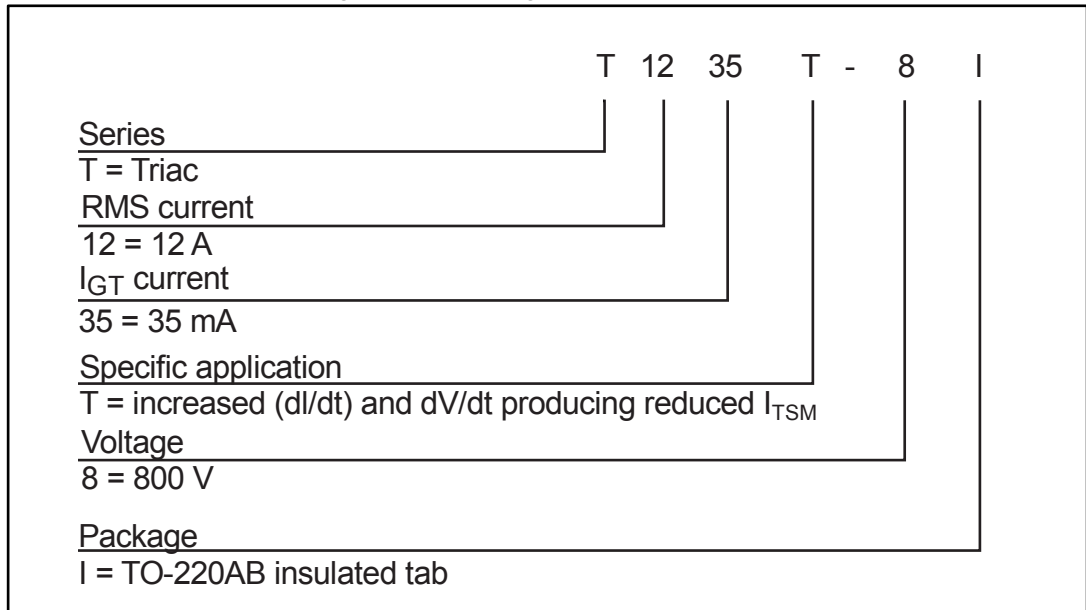 T 12 35 T - 8 I
Series
T = Triac
RMS current
12 = 12 A
IGT current
35 = 35 mA
Specific application
T = increased (dI/dt) and dV/dt producing reduced ITSM
Voltage
8 = 800 V
Package
I = TO-220AB insulated tab